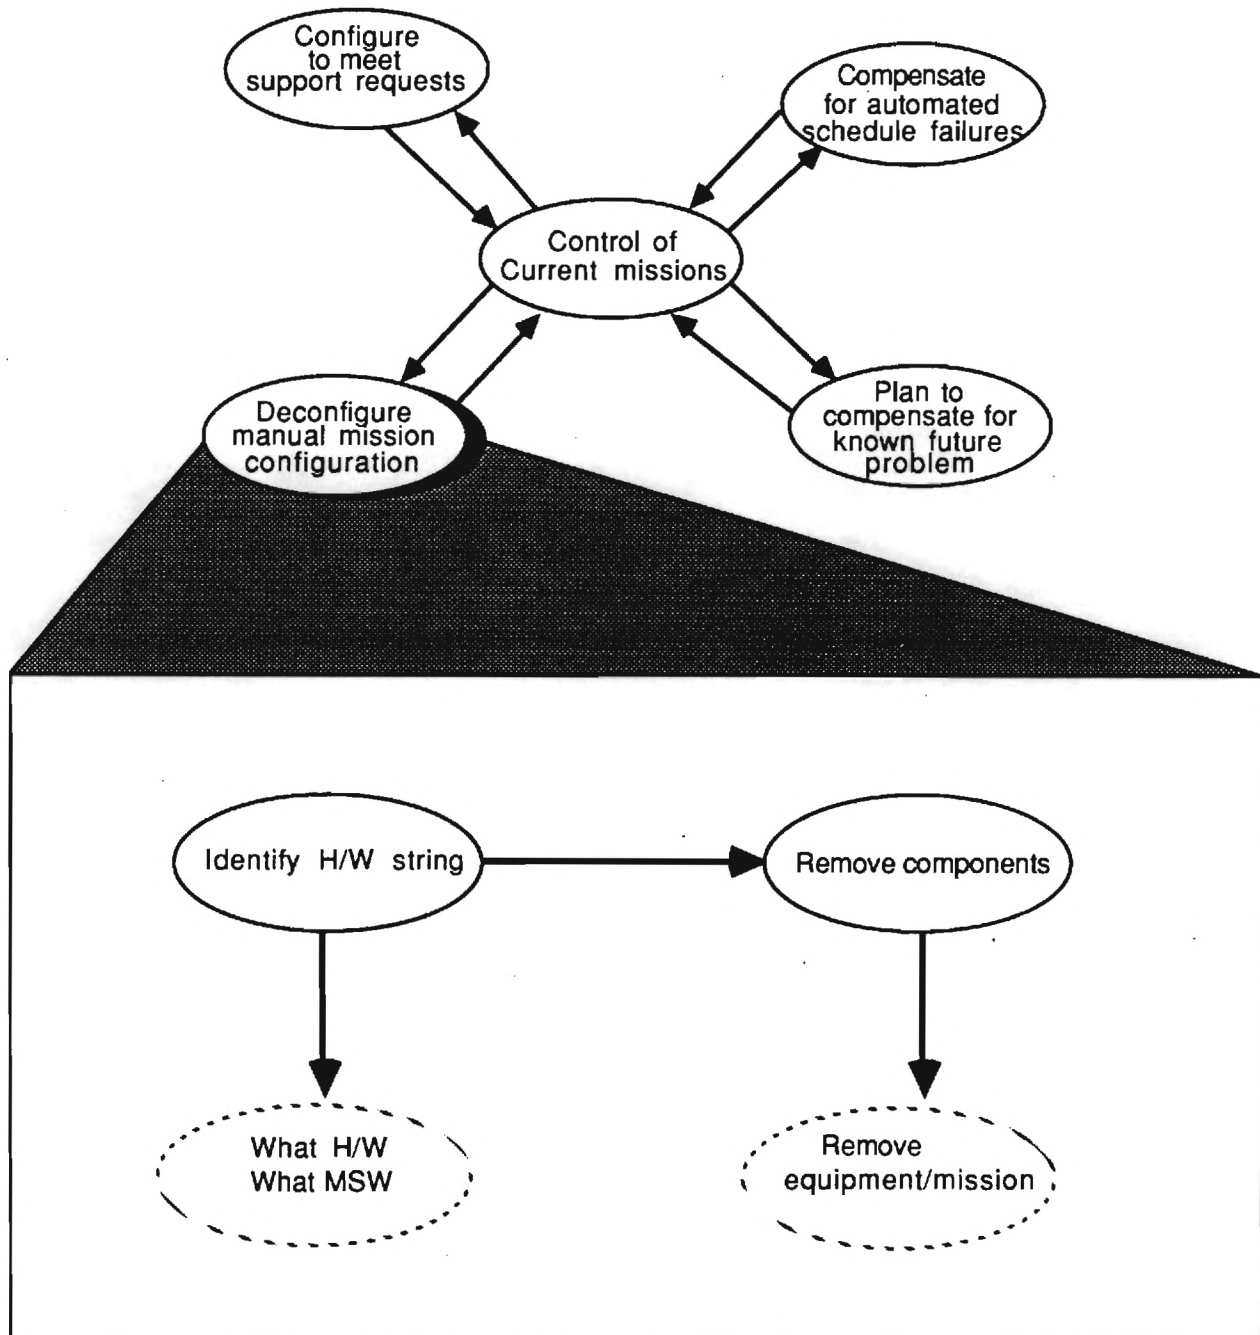 Configure
to meet
support requests
Compensate
for automated
schedule failures
Control of
Current missions
Deconfigure
manual mission
configuration
Plan to
compensate for
known future
problem
Identify H/W string
Remove components
What H/W
What MSW
Remove
equipment/mission